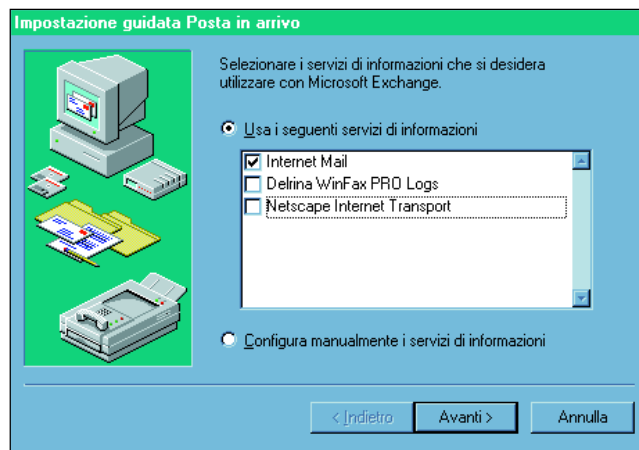 Impostazione guidata Posta in arrivo
Selezionare i servizi di informazioni che si desidera
utilizzare con Microsoft Exchange.
Usa i seguenti servizi di informazioni
Internet Mail
Delrina WinFax PRO Logs
Netscape Internet Transport
Configura manualmente i servizi di informazioni
< Indietro
Avanti >
Annulla